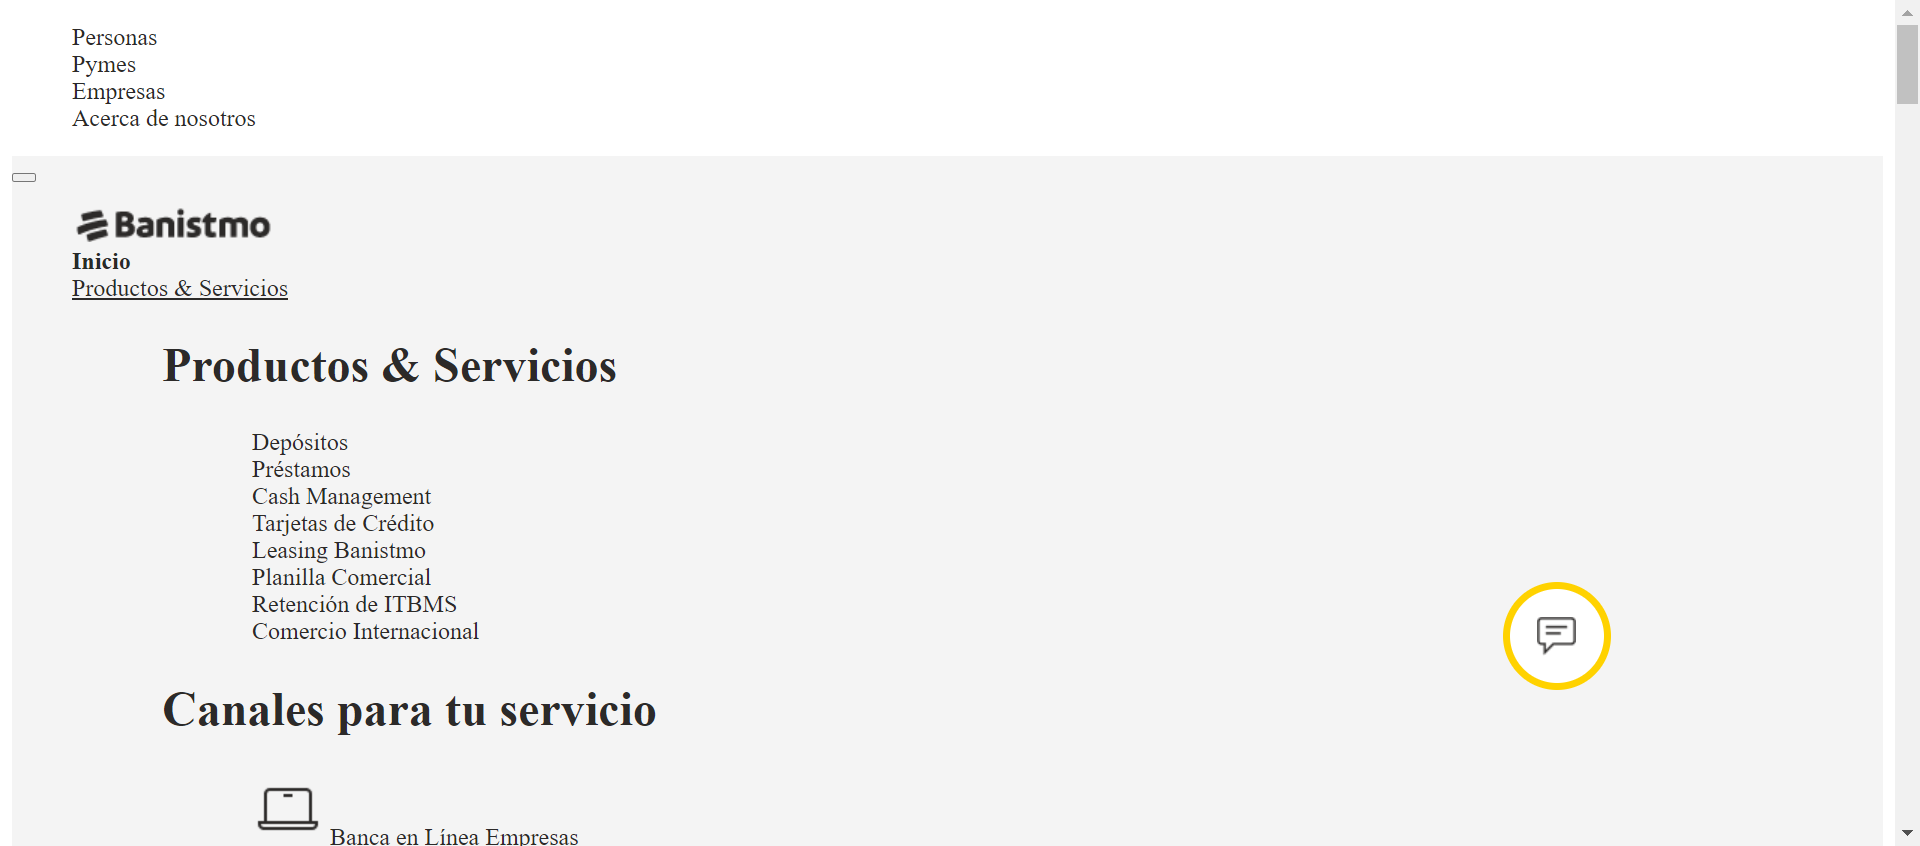 Personas
Pymes
Empresas
Acerca de nosotros
Banistmo
Inicio
Productos & Servicios
Productos & Servicios
Depósitos
Préstamos
Cash Management
Tarjetas de Crédito
Leasing Banistmo
Planilla Comercial
Retención de ITBMS
Comercio Internacional
Canales para tu servicio
Banca en Línea Empresas